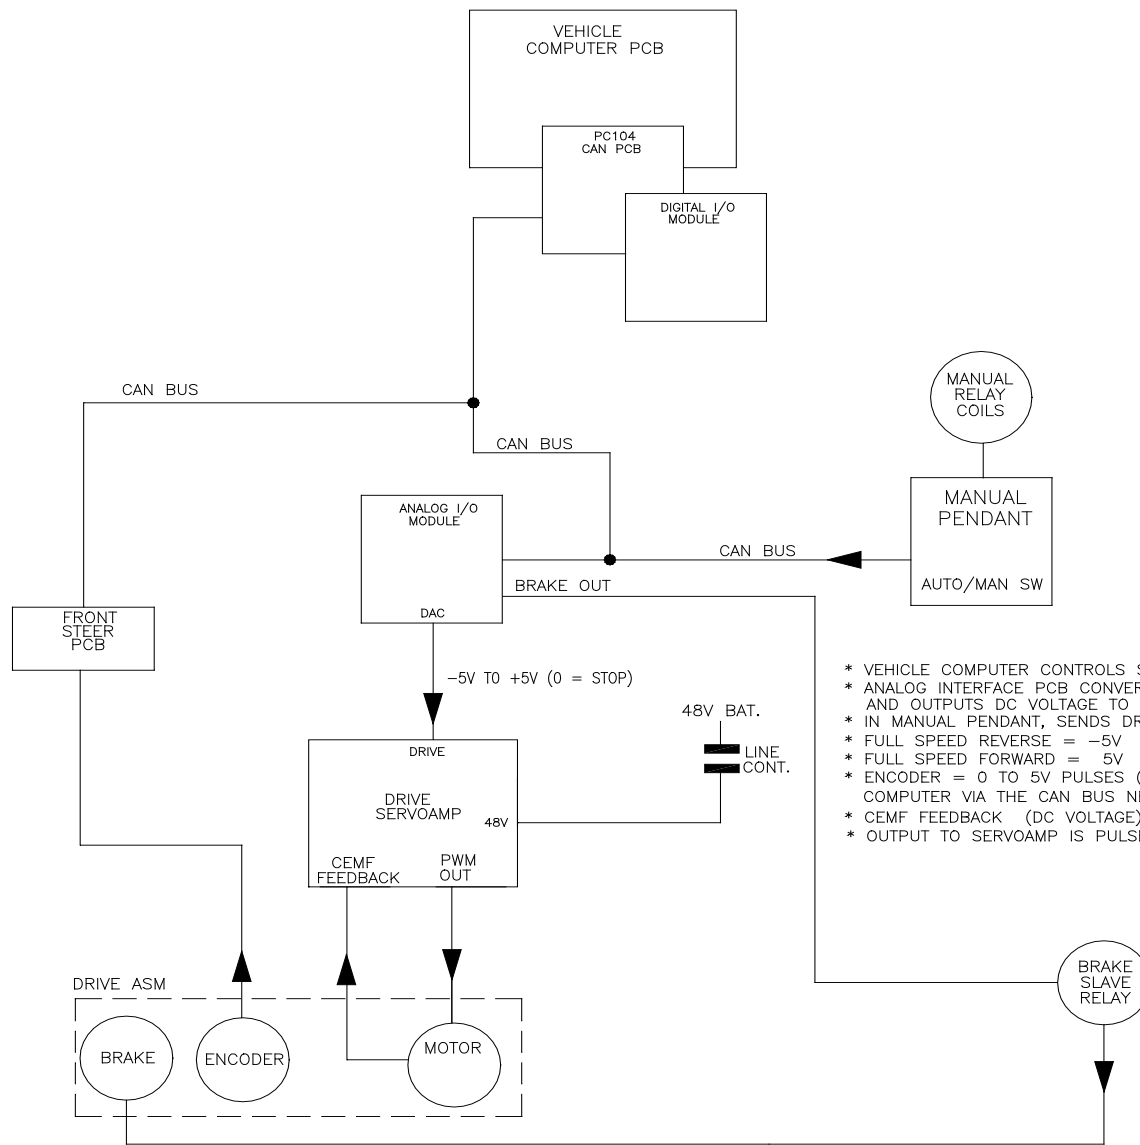 VEHICLE
COMPUTER PCB
PC104
CAN PCB
DIGITAL I/O
MODULE
CAN BUS
CAN BUS
MANUAL
RELAY
COILS
ANALOG I/O
MODULE
DAC
CAN BUS
BRAKE OUT
MANUAL
PENDANT
AUTO/MAN SW
FRONT
STEER
PCB
-5V TO +5V (0 = STOP)
48V BAT.
LINE
CONT.
DRIVE
DRIVE
SERVOAMP
48V
CEMF
FEEDBACK
PWM
OUT
* VEHICLE COMPUTER CONTROLS
* ANALOG INTERFACE PCB
AND OUTPUTS DC VOLTAGE TO
* IN MANUAL PENDANT, SENDS
* FULL SPEED REVERSE = -5V
* FULL SPEED FORWARD = 5V
* ENCODER = 0 TO 5V PULSES (
COMPUTER VIA THE CAN BUS
* CEMF FEEDBACK (DC VOLTAGE)
* OUTPUT TO SERVOAMP IS
DRIVE ASM
BRAKE
ENCODER
MOTOR
BRAKE
SLAVE
RELAY